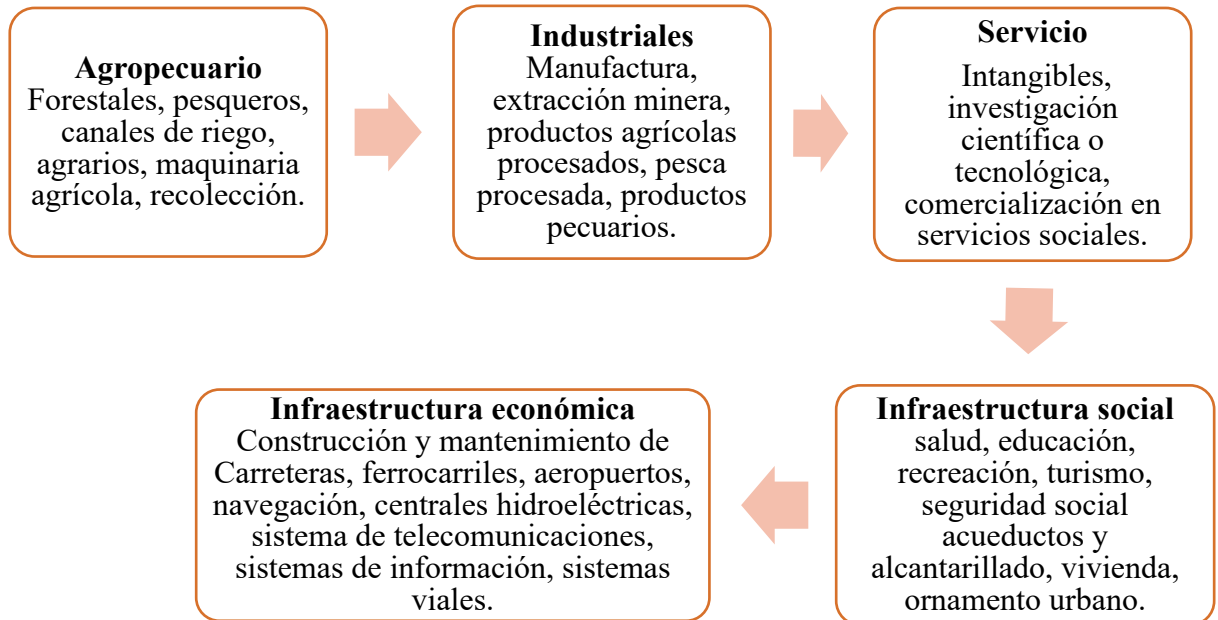 Agropecuario
Forestales, pesqueros,
canales de riego,
agrarios, maquinaria
agrícola, recolección.
Industriales
Manufactura,
extracción minera,
productos agrícolas
procesados, pesca
procesada, productos
pecuarios.
Servicio
Intangibles,
investigación
científica o
tecnológica,
comercialización en
servicios sociales.
Infraestructura social
salud, educación,
recreación, turismo,
seguridad social
acueductos y
alcantarillado, vivienda,
ornamento urbano.
Infraestructura económica
Construcción y mantenimiento de
Carreteras, ferrocarriles, aeropuertos,
navegación, centrales hidroeléctricas,
sistema de telecomunicaciones,
sistemas de información, sistemas
viales.